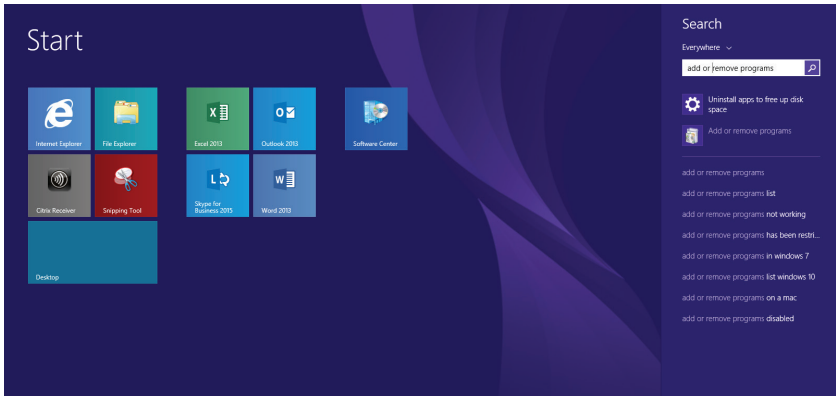 Start
Internet Explorer
File Explorer
Excel 2013
Outlook 2013
Software Center
Citrix Receiver
Snipping Tool
Skype for
Business 2015
Word 2013
Desktop
Search
Everywhere
add or remove programs
Uninstall apps to free up disk
space
Add or remove programs
add or remove programs
add or remove programs list
add or remove programs not working
add or remove programs has been restri...
add or remove programs in windows 7
add or remove programs list windows 10
add or remove programs on a mac
add or remove programs disabled